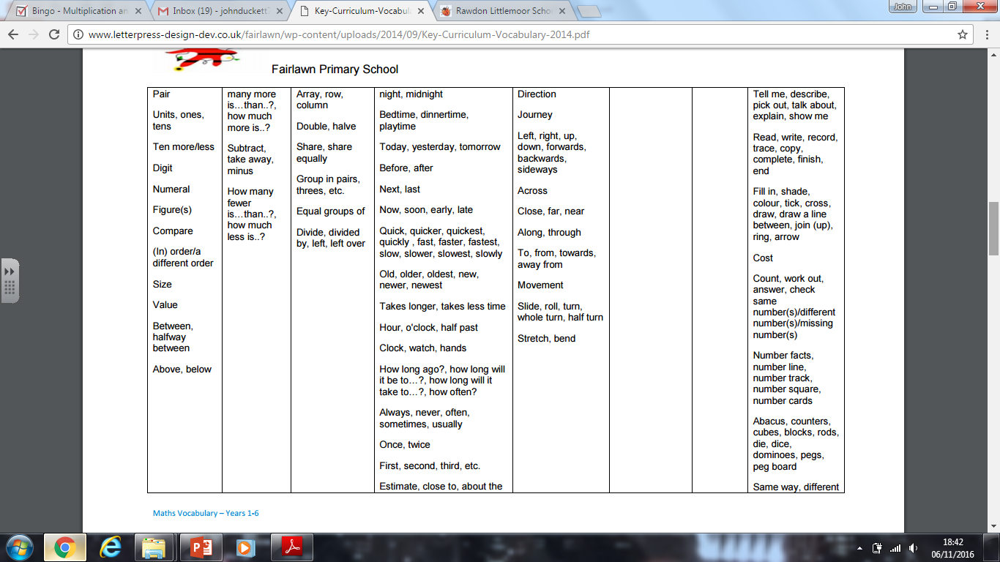 Bingo - Multiplication an
Inbox (19) - johnduckett
Key-Curriculum-Vocabula
Rawdon Littlemoor Scho
John
www.letterpress-design-dev.co.uk/fairlawn/wp-content/uploads/2014/09/Key-Curriculum-Vocabulary-2014.pdf
Fairlawn Primary School
Pair
Units, ones,
tens
Ten more/less
Digit
Numeral
Figure(s)
Compare
(In) order/a
different order
Size
Value
Between,
halfway
between
Above, below
many more
is…than..?,
how much
more is..?
Subtract,
take away,
minus
How many
fewer
is…than..?,
how much
less is..?
Array, row,
column
Double, halve
Share, share
equally
Group in pairs,
threes, etc.
Equal groups of
Divide, divided
by, left, left over
night, midnight
Bedtime, dinnertime,
playtime
Today, yesterday, tomorrow
Before, after
Next, last
Now, soon, early, late
Quick, quicker, quickest,
quickly , fast, faster, fastest,
slow, slower, slowest, slowly
Old, older, oldest, new,
newer, newest
Takes longer, takes less time
Hour, o'clock, half past
Clock, watch, hands
How long ago?, how long will
it be to…?, how long will it
take to…?, how often?
Always, never, often,
sometimes, usually
Once, twice
First, second, third, etc.
Estimate, close to, about the
Direction
Journey
Left, right, up,
down, forwards,
backwards,
sideways
Across
Close, far, near
Along, through
To, from, towards,
away from
Movement
Slide, roll, turn,
whole turn, half turn
Stretch, bend
Tell me, describe,
pick out, talk about,
explain, show me
Read, write, record,
trace, copy,
complete, finish,
end
Fill in, shade,
colour, tick, cross,
draw, draw a line
between, join (up),
ring, arrow
Cost
Count, work out,
answer, check
same
number(s)/different
number(s)/missing
number(s)
Number facts,
number line,
number track,
number square,
number cards
Abacus, counters,
cubes, blocks, rods,
die, dice,
dominoes, pegs,
peg board
Same way, different
Maths Vocabulary – Years 1-6
18:42
06/11/2016